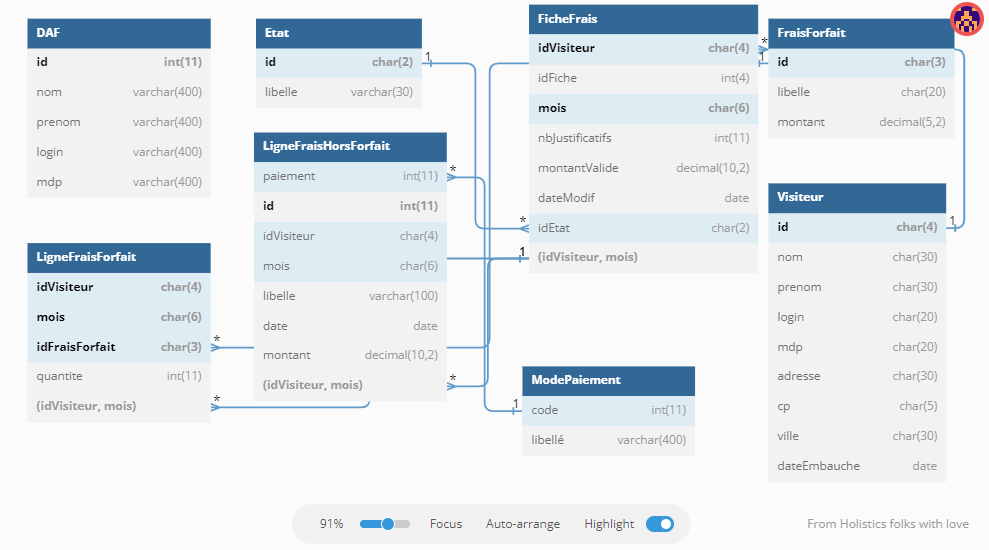 DAF
id int(11)
nom varchar(400)
prenom varchar(400)
login varchar(400)
mdp varchar(400)
Etat
id char(2)
libelle varchar(30)
1
LigneFraisHorsForfait
paiement int(11)
id int(11)
idVisiteur char(4)
mois char(6)
libelle varchar(100)
date date
montant decimal(10,2)
(idVisiteur, mois)
*
*
LigneFraisForfait
idVisiteur char(4)
mois char(6)
idFraisForfait char(3)
quantite int(11)
(idVisiteur, mois)
*
*
FicheFrais
idVisiteur char(4)
idFiche int(4)
mois char(6)
nbJustificatifs int(11)
montantValide decimal(10,2)
dateModif date
idEtat char(2)
(idVisiteur, mois)
*
1
*
1
FraisForfait
id char(3)
libelle char(20)
montant decimal(5,2)
Visiteur
id char(4)
nom char(30)
prenom char(30)
login char(20)
mdp char(20)
adresse char(30)
cp char(5)
ville char(30)
dateEmbauche date
1
ModePaiement
code int(11)
libellé varchar(400)
1
91% Focus Auto-arrange Highlight
From Holistics folks with love